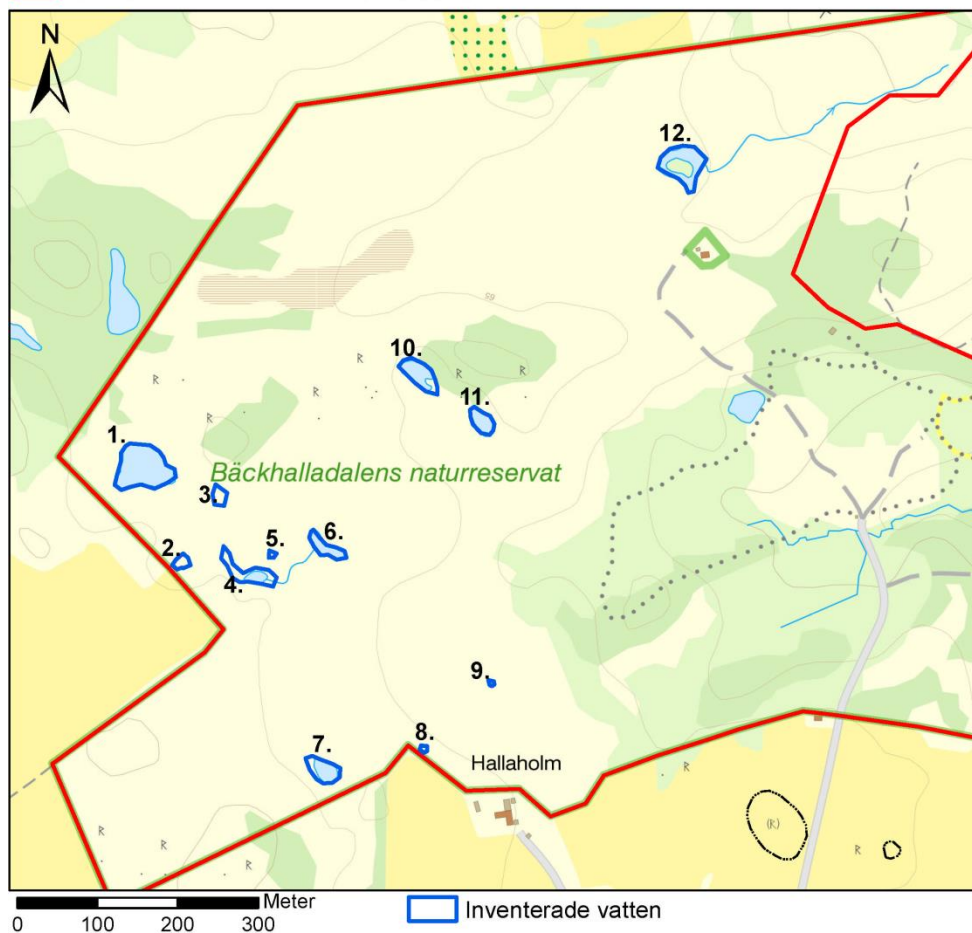 N
12.
10.
11.
1.
Bäckhalladalens naturreservat
3.
6.
5.
2.
4.
9.
8.
7.
Hallaholm
R
R
R
R
R
R
R
R
R
(R)
R
Meter
0 100 200 300
Inventerade vatten